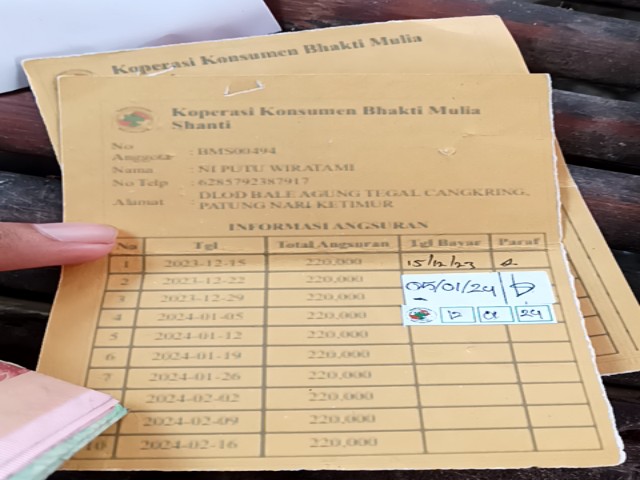 Koperasi Konsumen Bhakti Mulia
Koperasi Konsumen Bhakti Mulia
Shanti
No
Anggota : BMS00494
Nama : NI PUTU WIRATAMI
No Telp : 6285792387917
Alamat : DLOD BALE AGUNG TEGAL CANGKRING,
PATUNG NARI KETIMUR
INFORMASI ANGSURAN
No Tgl Total Angsuran Tgl Bayar Paraf
1 2023-12-15 220,000 15/12/23
2 2023-12-22 220,000
3 2023-12-29 220,000 05/01/24
4 2024-01-05 220,000 12 01 24
5 2024-01-12 220,000
6 2024-01-19 220,000
7 2024-01-26 220,000
2024-02-02 220,000
2024-02-09 220,000
10 2024-02-16 220,000